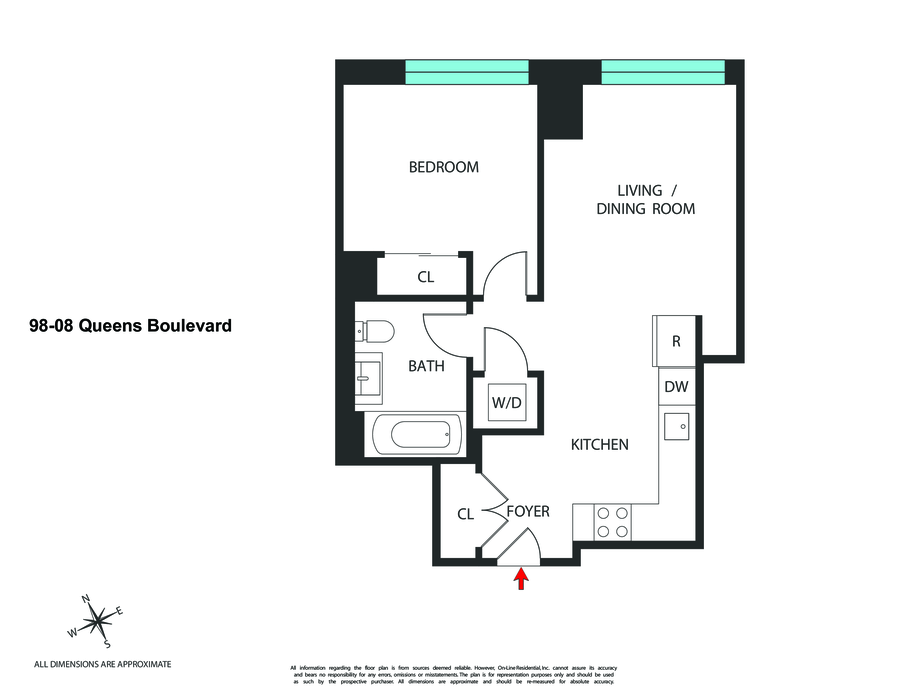 BEDROOM
LIVING /
DINING ROOM
CL
98-08 Queens Boulevard
R
BATH
DW
W/D
KITCHEN
CL
FOYER
N
E
W
S
ALL DIMENSIONS ARE APPROXIMATE
All information regarding the floor plan is from sources deemed reliable. However, On-Line Residential, Inc. cannot assure its accuracy
and bears no responsibility for any errors, omissions or misstatements. The plan is for representation purposes only and should be used
as such by the prospective purchaser. All dimensions are approximate and should be re-measured for absolute accuracy.